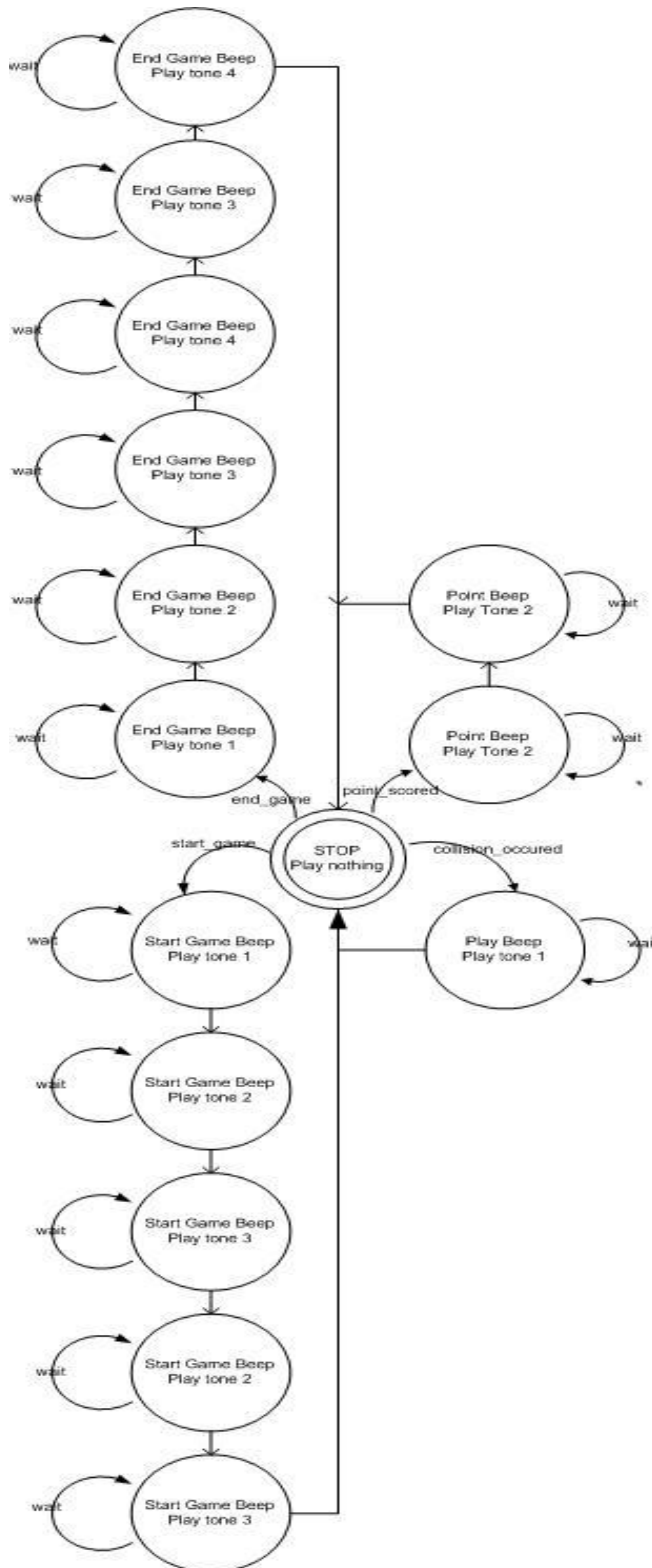 End Game Beep
Play tone 4
wait
End Game Beep
Play tone 3
wait
End Game Beep
Play tone 4
wait
End Game Beep
Play tone 3
wait
End Game Beep
Play tone 2
wait
Point Beep
Play Tone 2
wait
End Game Beep
Play tone 1
wait
Point Beep
Play Tone 2
wait
end_game
point_scored
start_game
STOP
Play nothing
collision_occured
Start Game Beep
Play tone 1
wait
Play Beep
Play tone 1
wait
Start Game Beep
Play tone 2
wait
Start Game Beep
Play tone 3
wait
Start Game Beep
Play tone 2
wait
Start Game Beep
Play tone 3
wait